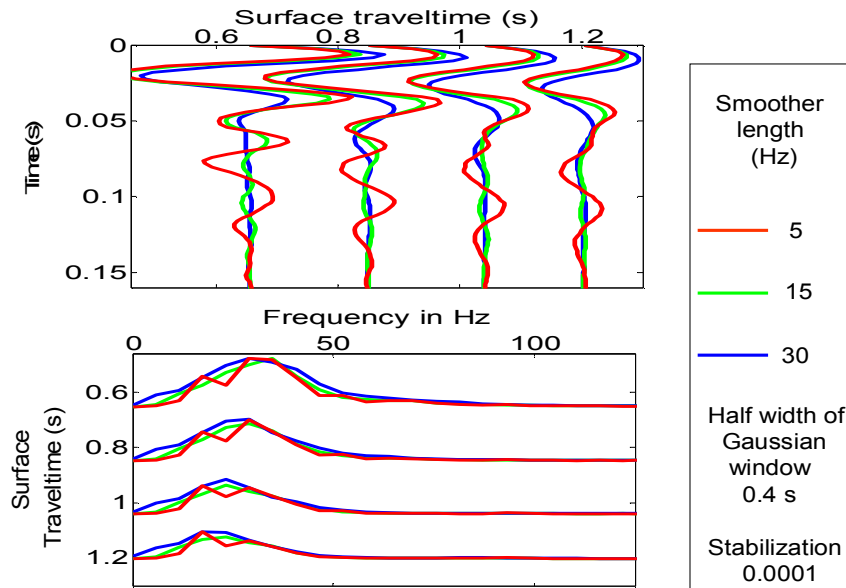 Surface traveltime (s)
0.6 0.8 1 1.2
0
0.05
0.1
0.15
Time(s)
Frequency in Hz
0 50 100
0.6
0.8
1
1.2
Surface
Traveltime (s)
Smoother
length
(Hz)
5
15
30
Half width of
Gaussian
window
0.4 s
Stabilization
0.0001